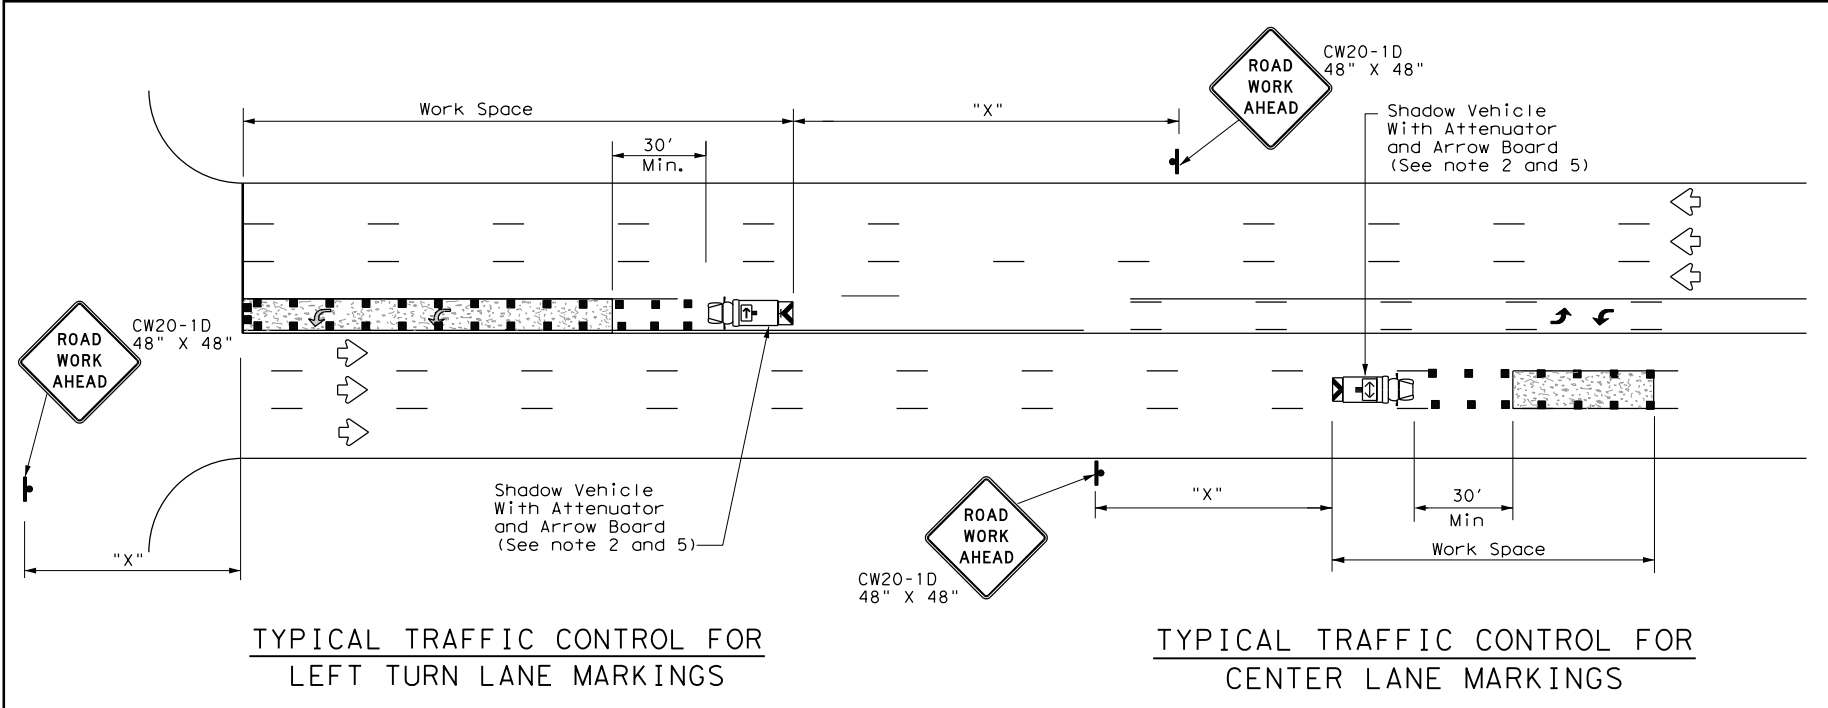 ROAD
WORK
AHEAD
CW20-1D
48" X 48"
Work Space
"X"
30'
Min.
Shadow Vehicle
With Attenuator
and Arrow Board
(See note 2 and 5)
ROAD
WORK
AHEAD
CW20-1D
48" X 48"
Shadow Vehicle
With Attenuator
and Arrow Board
(See note 2 and 5)
"X"
ROAD
WORK
AHEAD
CW20-1D
48" X 48"
"X"
30'
Min
Work Space
TYPICAL TRAFFIC CONTROL FOR
LEFT TURN LANE MARKINGS
TYPICAL TRAFFIC CONTROL FOR
CENTER LANE MARKINGS